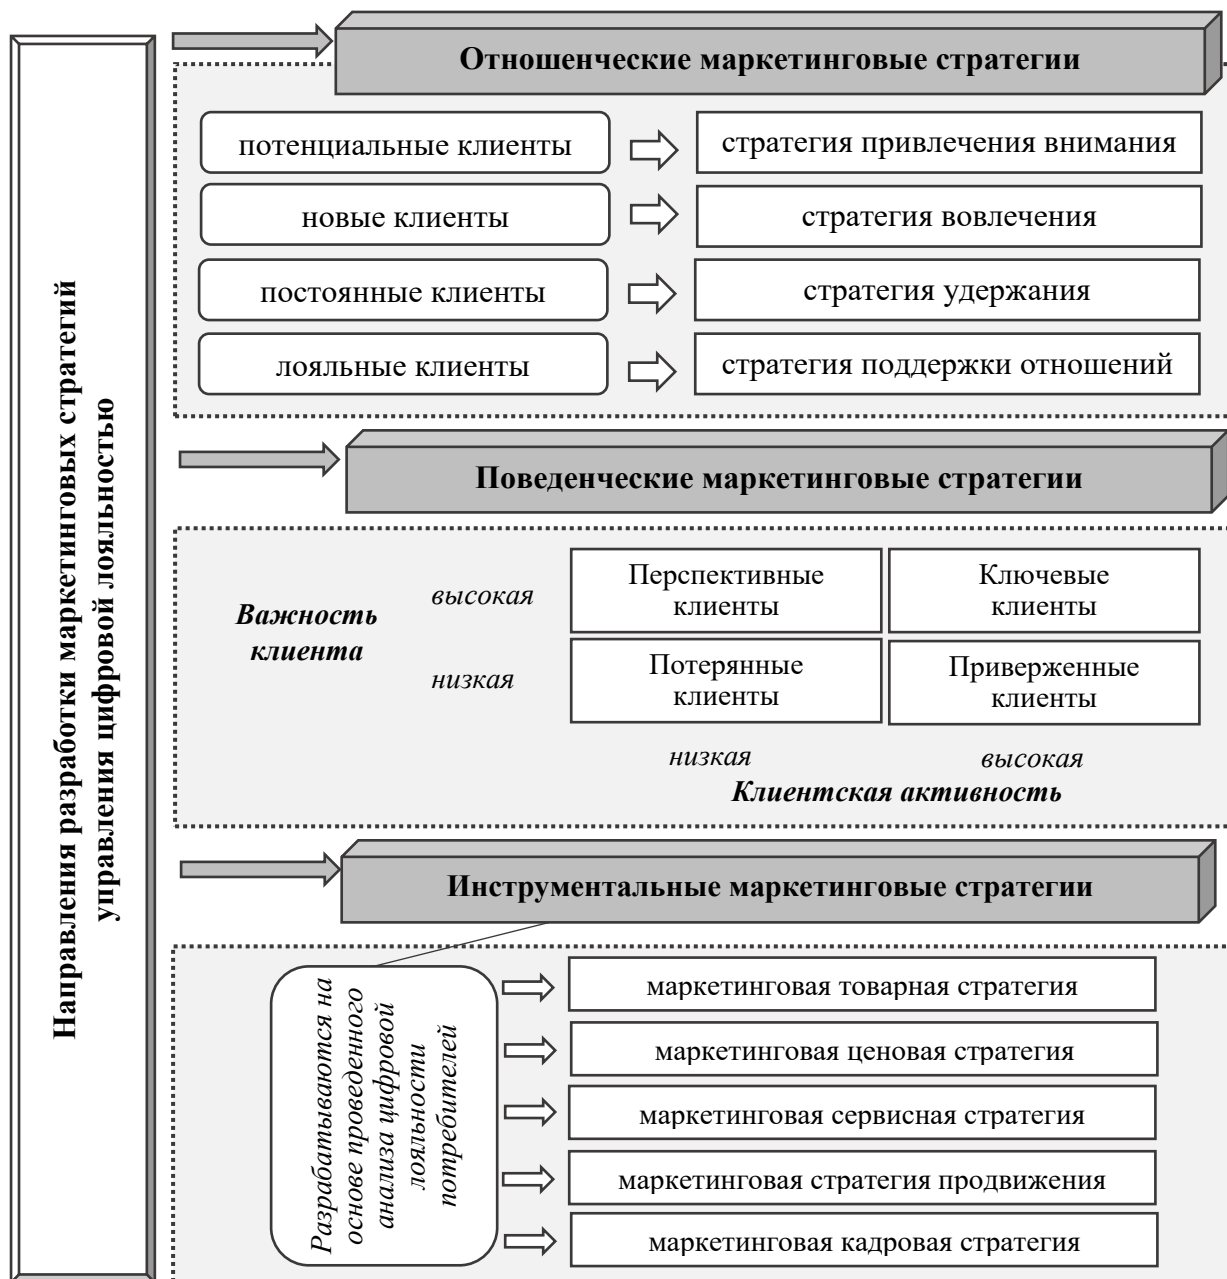 Направления разработки маркетинговых стратегий
управления цифровой лояльностью
Отношенческие маркетинговые стратегии
потенциальные клиенты
стратегия привлечения внимания
новые клиенты
стратегия вовлечения
постоянные клиенты
стратегия удержания
лояльные клиенты
стратегия поддержки отношений
Поведенческие маркетинговые стратегии
Важность
клиента
высокая
Перспективные
клиенты
Ключевые
клиенты
низкая
Потерянные
клиенты
Приверженные
клиенты
низкая
высокая
Клиентская активность
Инструментальные маркетинговые стратегии
Разрабатываются на
основе проведенного
анализа цифровой
лояльности
потребителей
маркетинговая товарная стратегия
маркетинговая ценовая стратегия
маркетинговая сервисная стратегия
маркетинговая стратегия продвижения
маркетинговая кадровая стратегия